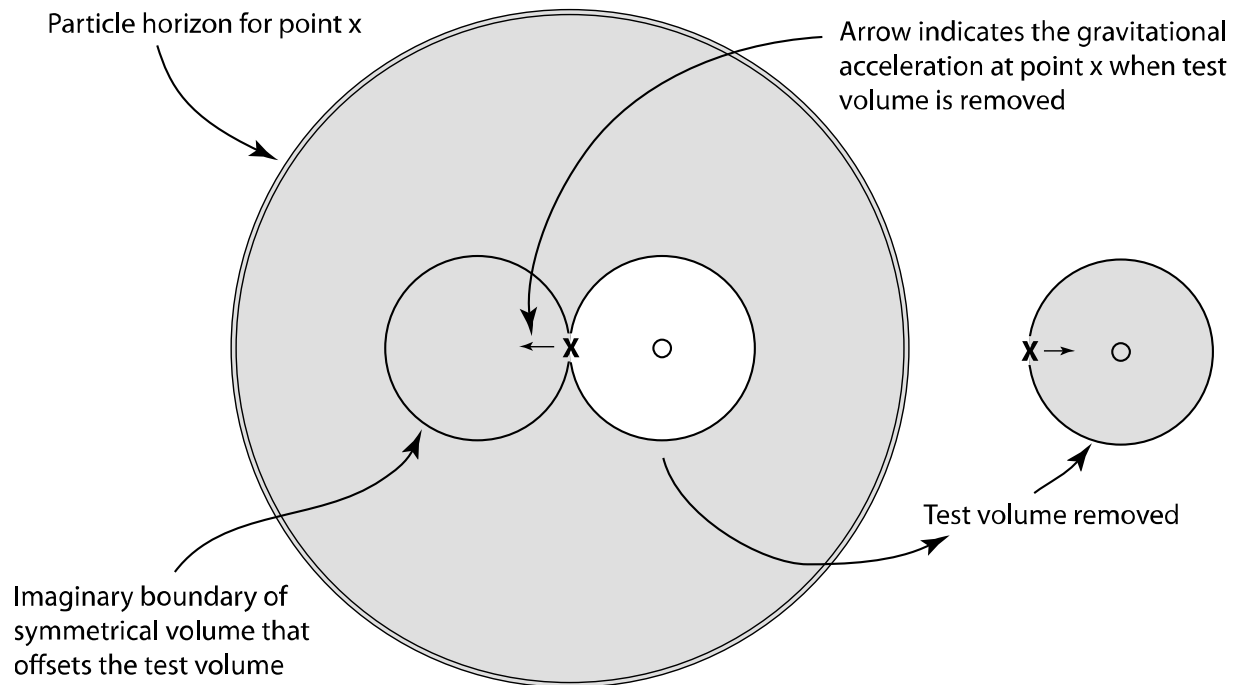 Particle horizon for point x
Arrow indicates the gravitational
acceleration at point x when test
volume is removed
X
X
Test volume removed
Imaginary boundary of
symmetrical volume that
offsets the test volume